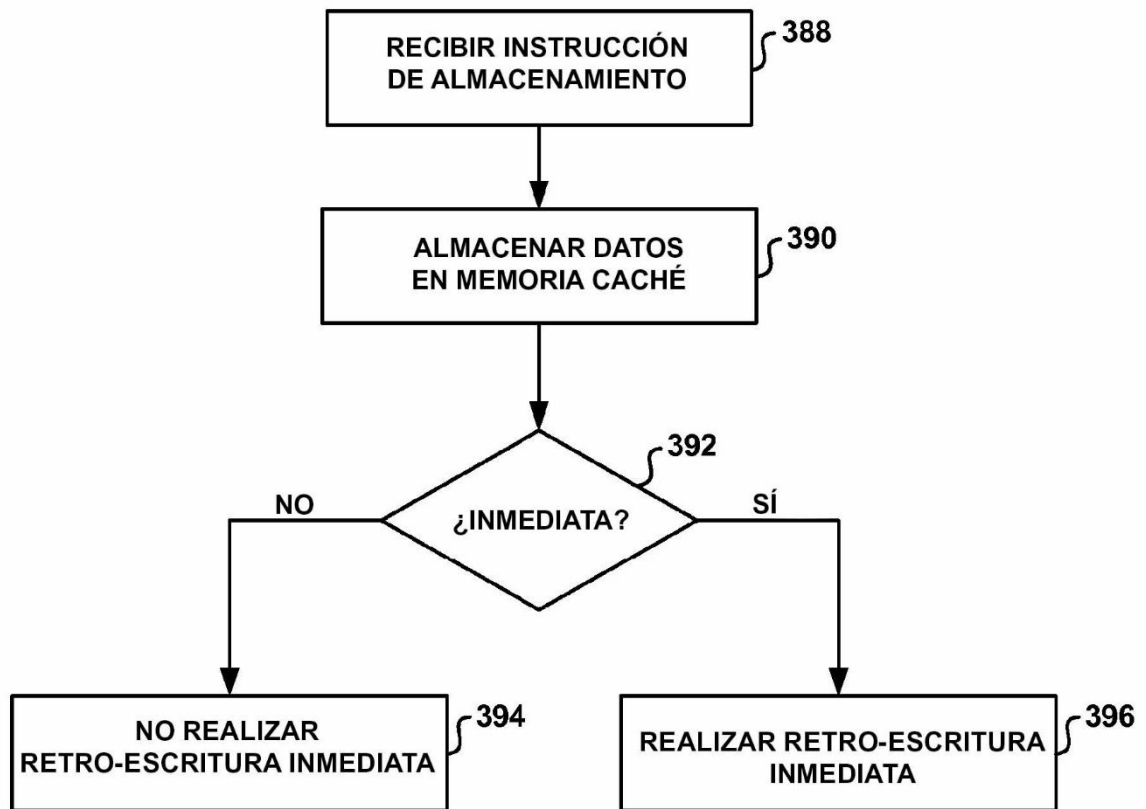 RECIBIR INSTRUCCIÓN
DE ALMACENAMIENTO
388
ALMACENAR DATOS
EN MEMORIA CACHÉ
390
392
¿INMEDIATA?
NO
SÍ
NO REALIZAR
RETRO-ESCRITURA INMEDIATA
394
REALIZAR RETRO-ESCRITURA
INMEDIATA
396